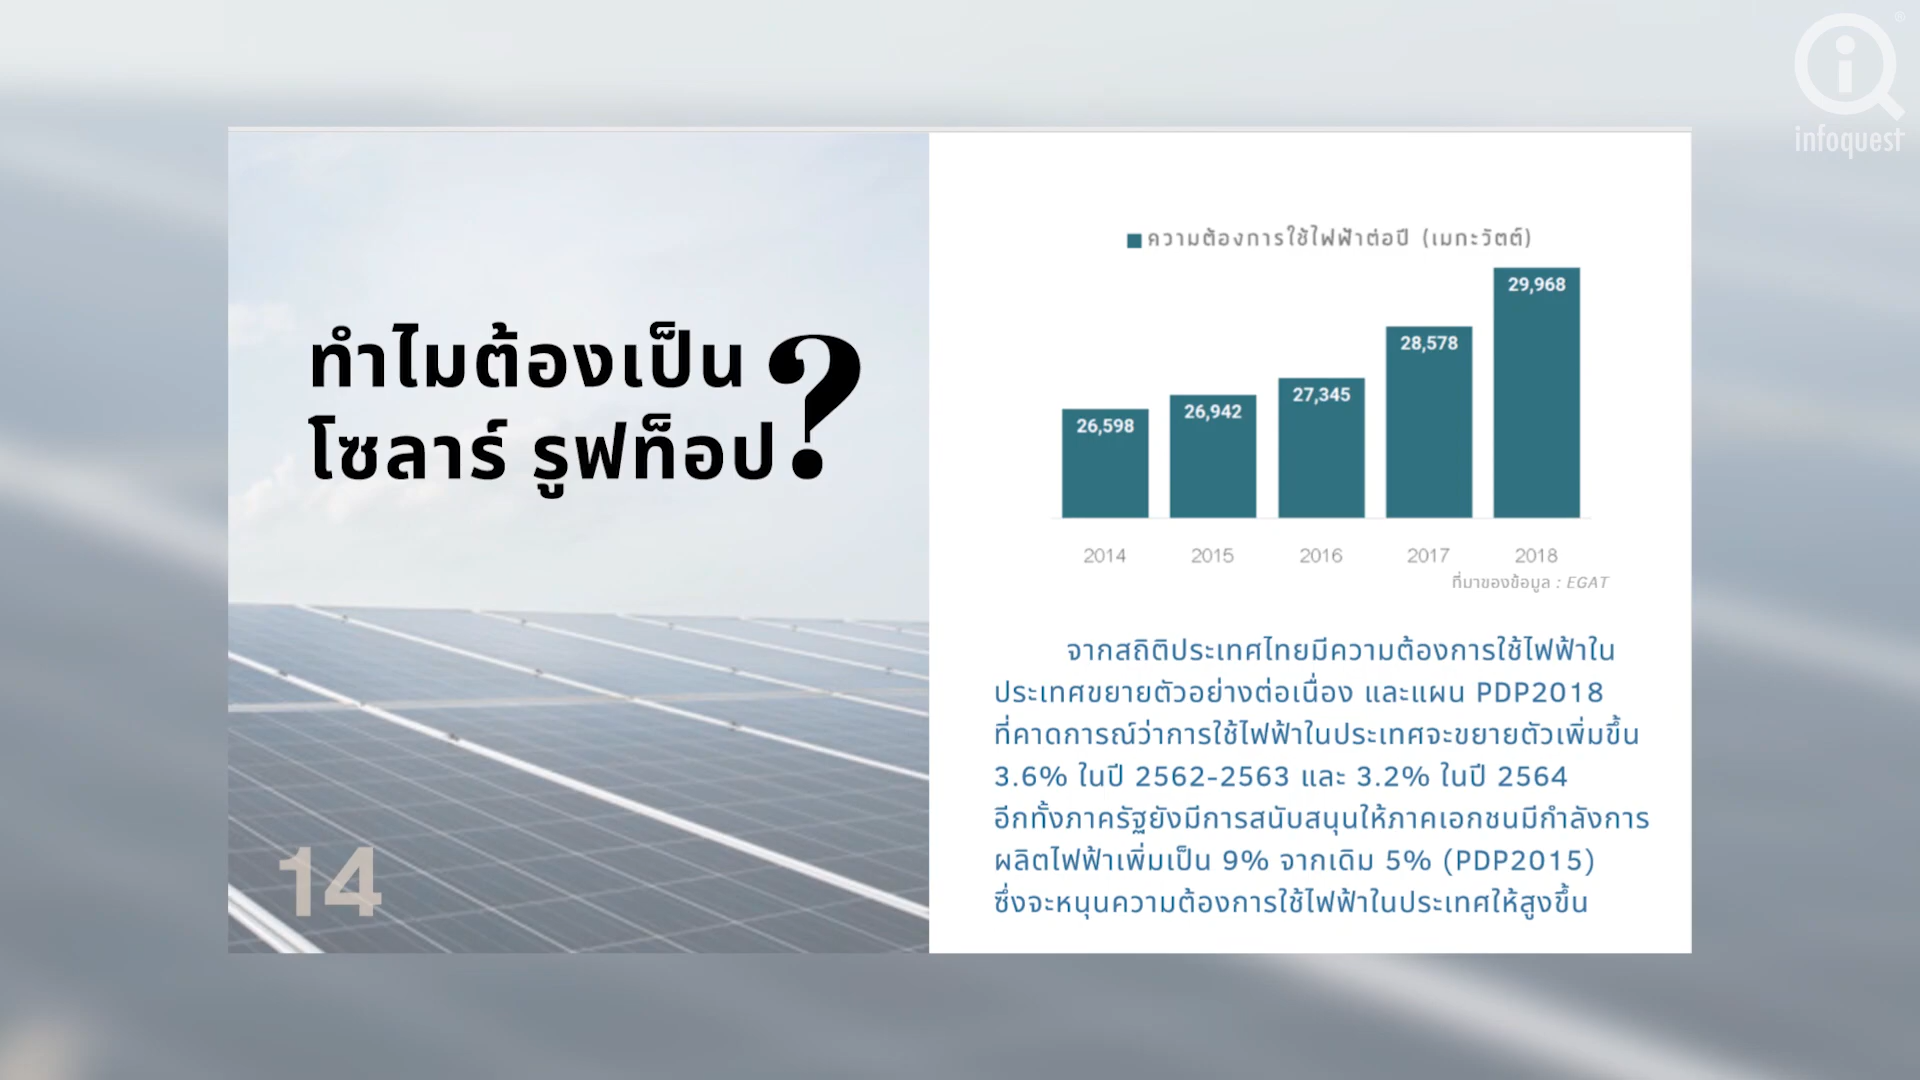 infoquest
ทำไมต้องเป็น
โซลาร์ รูฟท็อป?
14
ความต้องการใช้ไฟฟ้าต่อปี (เมกะวัตต์)
26,598
26,942
27,345
28,578
29,968
2014 2015 2016 2017 2018
ที่มาของข้อมูล : EGAT
จากสถิติประเทศไทยมีความต้องการใช้ไฟฟ้าใน
ประเทศขยายตัวอย่างต่อเนื่อง และแผน PDP2018
ที่คาดการณ์ว่าการใช้ไฟฟ้าในประเทศจะขยายตัวเพิ่มขึ้น
3.6% ในปี 2562-2563 และ 3.2% ในปี 2564
อีกทั้งภาครัฐยังมีการสนับสนุนให้ภาคเอกชนมีกำลังการ
ผลิตไฟฟ้าเพิ่มเป็น 9% จากเดิม 5% (PDP2015)
ซึ่งจะหนุนความต้องการใช้ไฟฟ้าในประเทศให้สูงขึ้น